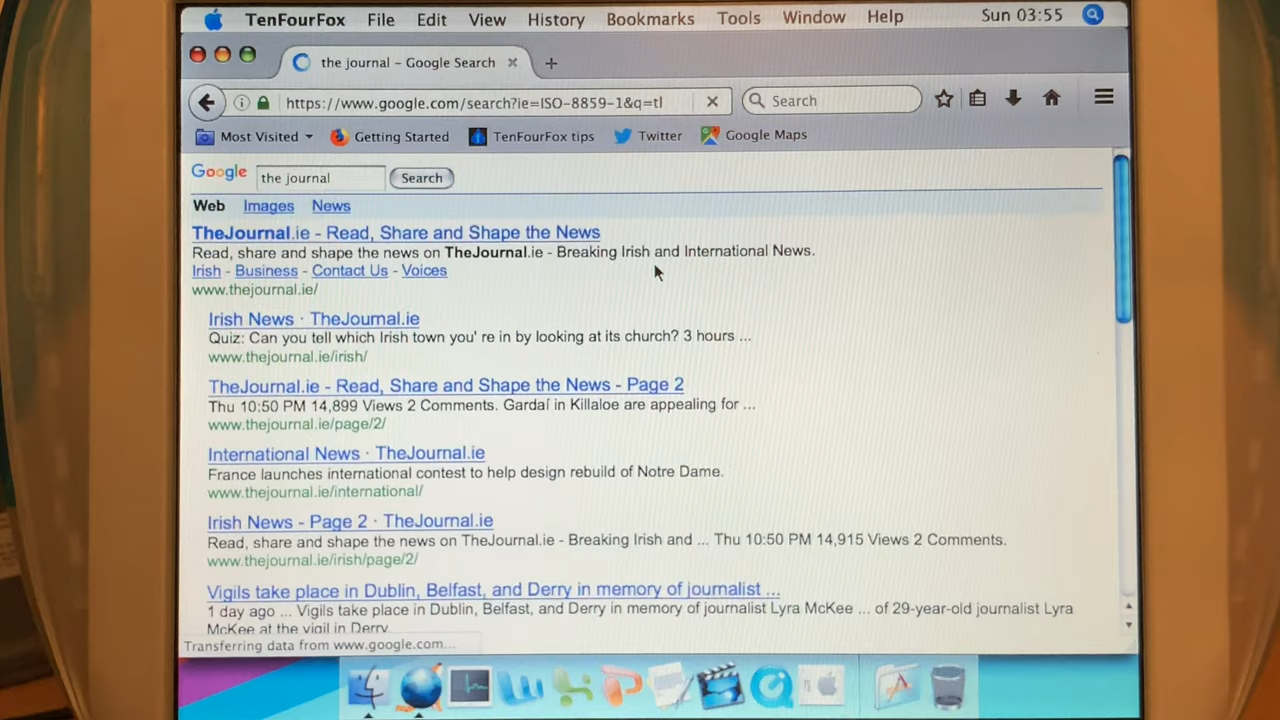 TenFourFox File Edit View History Bookmarks Tools Window Help Sun 03:55
the journal - Google Search
https://www.google.com/search?ie=ISO-8859-1&q=tl Search
Most Visited Getting Started TenFourFox tips Twitter Google Maps
Google the journal Search
Web Images News
TheJournal.ie - Read, Share and Shape the News
Read, share and shape the news on TheJournal.ie - Breaking Irish and International News.
Irish - Business - Contact Us - Voices
www.thejournal.ie/
Irish News · TheJournal.ie
Quiz: Can you tell which Irish town you' re in by looking at its church? 3 hours ...
www.thejournal.ie/irish/
TheJournal.ie - Read, Share and Shape the News - Page 2
Thu 10:50 PM 14,899 Views 2 Comments. Gardaí in Killaloe are appealing for ...
www.thejournal.ie/page/2/
International News · TheJournal.ie
France launches international contest to help design rebuild of Notre Dame.
www.thejournal.ie/international/
Irish News - Page 2 · TheJournal.ie
Read, share and shape the news on TheJournal.ie - Breaking Irish and ... Thu 10:50 PM 14,915 Views 2 Comments.
www.thejournal.ie/irish/page/2/
Vigils take place in Dublin, Belfast, and Derry in memory of journalist ...
1 day ago ... Vigils take place in Dublin, Belfast, and Derry in memory of journalist Lyra McKee ... of 29-year-old journalist Lyra
McKee at the vigil in Derry
Transferring data from www.google.com...